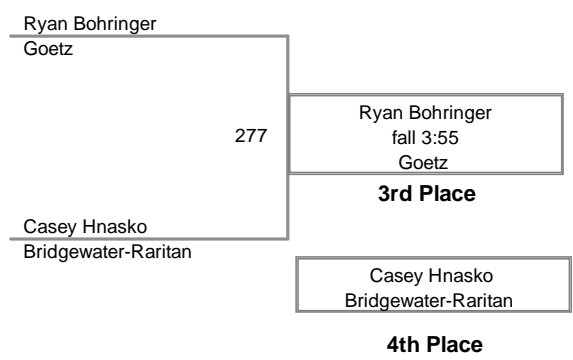 Ryan Bohringer
Goetz
277
Ryan Bohringer
fall 3:55
Goetz
3rd Place
Casey Hnasko
Bridgewater-Raritan
Casey Hnasko
Bridgewater-Raritan
4th Place